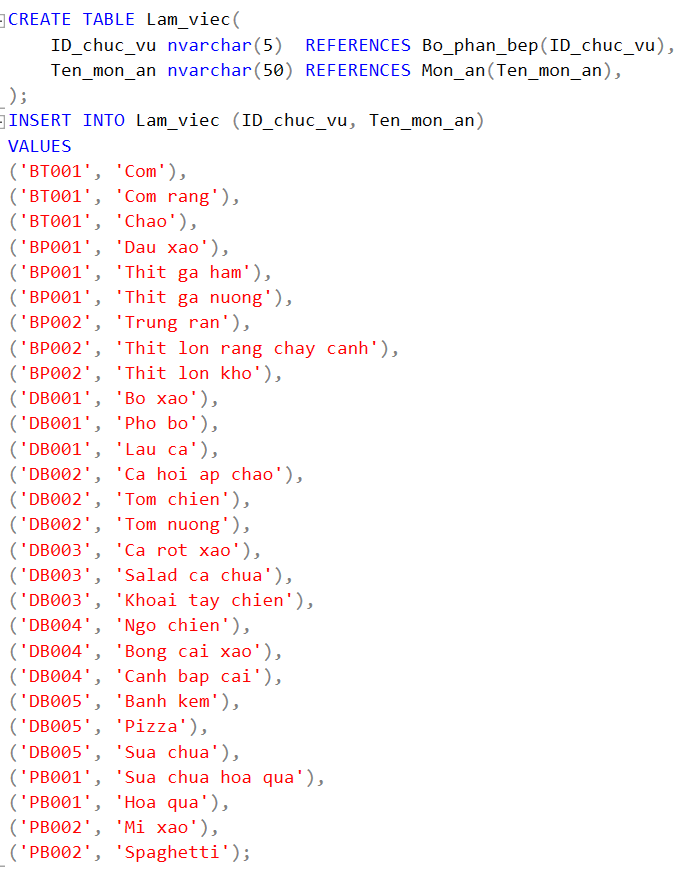 CREATE TABLE Lam_viec(
    ID_chuc_vu nvarchar(5)  REFERENCES Bo_phan_bep(ID_chuc_vu),
    Ten_mon_an nvarchar(50) REFERENCES Mon_an(Ten_mon_an),
);
INSERT INTO Lam_viec (ID_chuc_vu, Ten_mon_an)
VALUES
('BT001', 'Com'),
('BT001', 'Com rang'),
('BT001', 'Chao'),
('BP001', 'Dau xao'),
('BP001', 'Thit ga ham'),
('BP001', 'Thit ga nuong'),
('BP002', 'Trung ran'),
('BP002', 'Thit lon rang chay canh'),
('BP002', 'Thit lon kho'),
('DB001', 'Bo xao'),
('DB001', 'Pho bo'),
('DB001', 'Lau ca'),
('DB002', 'Ca hoi ap chao'),
('DB002', 'Tom chien'),
('DB002', 'Tom nuong'),
('DB003', 'Ca rot xao'),
('DB003', 'Salad ca chua'),
('DB003', 'Khoai tay chien'),
('DB004', 'Ngo chien'),
('DB004', 'Bong cai xao'),
('DB004', 'Canh bap cai'),
('DB005', 'Banh kem'),
('DB005', 'Pizza'),
('DB005', 'Sua chua'),
('PB001', 'Sua chua hoa qua'),
('PB001', 'Hoa qua'),
('PB002', 'Mi xao'),
('PB002', 'Spaghetti');